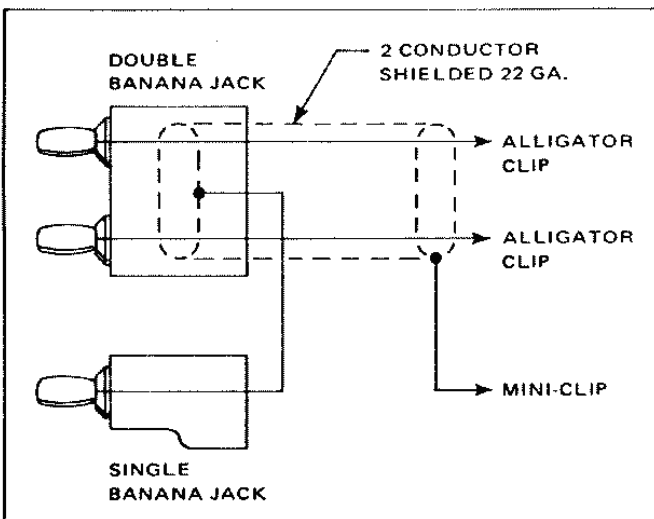 DOUBLE
BANANA JACK
2 CONDUCTOR
SHIELDED 22 GA.
ALLIGATOR
CLIP
ALLIGATOR
CLIP
MINI-CLIP
SINGLE
BANANA JACK